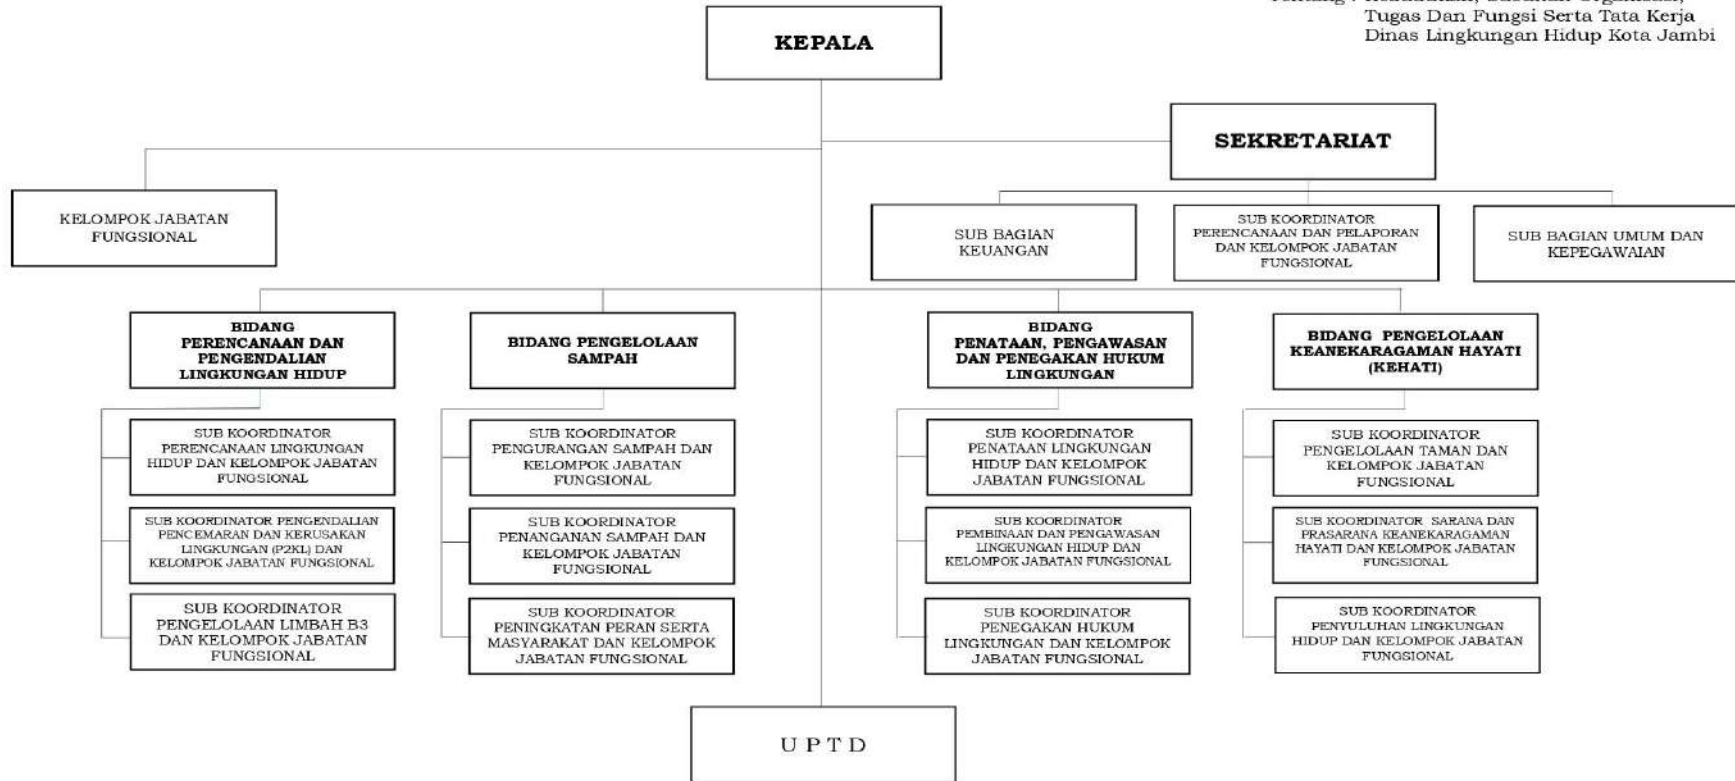 Tugas Dan Fungsi Serta Tata Kerja
Dinas Lingkungan Hidup Kota Jambi
KEPALA
SEKRETARIAT
KELOMPOK JABATAN
FUNGSIONAL
SUB BAGIAN
KEUANGAN
SUB KOORDINATOR
PERENCANAAN DAN PELAPORAN
DAN KELOMPOK JABATAN
FUNGSIONAL
SUB BAGIAN UMUM DAN
KEPEGAWAIAN
BIDANG
PERENCANAAN DAN
PENGENDALIAN
LINGKUNGAN HIDUP
SUB KOORDINATOR
PERENCANAAN LINGKUNGAN
HIDUP DAN KELOMPOK JABATAN
FUNGSIONAL
SUB KOORDINATOR PENGENDALIAN
PENCEMARAN DAN KERUSAKAN
LINGKUNGAN (P2KL) DAN
KELOMPOK JABATAN FUNGSIONAL
SUB KOORDINATOR
PENGELOLAAN LIMBAH B3
DAN KELOMPOK JABATAN
FUNGSIONAL
BIDANG PENGELOLAAN
SAMPAH
SUB KOORDINATOR
PENGURANGAN SAMPAH DAN
KELOMPOK JABATAN
FUNGSIONAL
SUB KOORDINATOR
PENANGANAN SAMPAH DAN
KELOMPOK JABATAN
FUNGSIONAL
SUB KOORDINATOR
PENINGKATAN PERAN SERTA
MASYARAKAT DAN KELOMPOK
JABATAN FUNGSIONAL
BIDANG
PENATAAN, PENGAWASAN
DAN PENEGAKAN HUKUM
LINGKUNGAN
SUB KOORDINATOR
PENATAAN LINGKUNGAN
HIDUP DAN KELOMPOK
JABATAN FUNGSIONAL
SUB KOORDINATOR
PEMBINAAN DAN PENGAWASAN
LINGKUNGAN HIDUP DAN
KELOMPOK JABATAN FUNGSIONAL
SUB KOORDINATOR
PENEGAKAN HUKUM
LINGKUNGAN DAN KELOMPOK
JABATAN FUNGSIONAL
BIDANG PENGELOLAAN
KEANEKARAGAMAN HAYATI
(KEHATI)
SUB KOORDINATOR
PENGELOLAAN TAMAN DAN
KELOMPOK JABATAN
FUNGSIONAL
SUB KOORDINATOR SARANA DAN
PRASARANA KEANEKARAGAMAN
HAYATI DAN KELOMPOK JABATAN
FUNGSIONAL
SUB KOORDINATOR
PENYULUHAN LINGKUNGAN
HIDUP DAN KELOMPOK JABATAN
FUNGSIONAL
U P T D